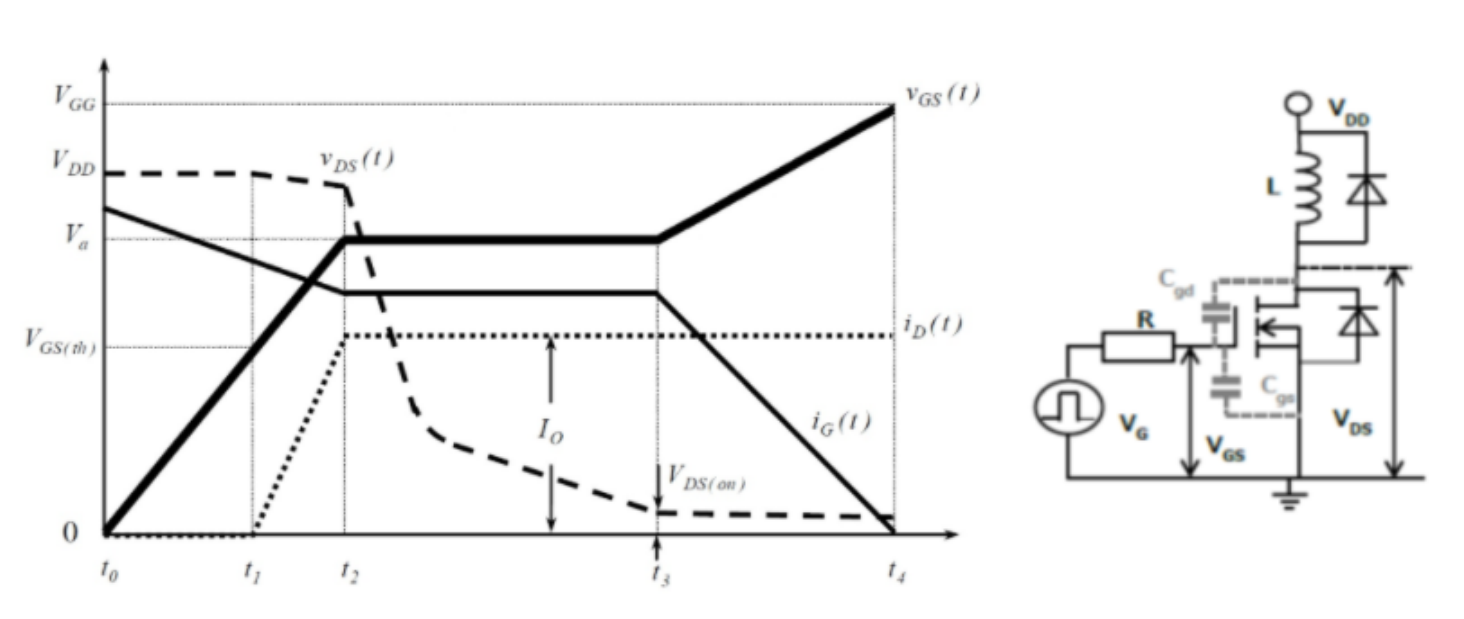 V_GG
V_DD
V_a
V_GS(th)
0
v_DS(t)
v_GS(t)
i_D(t)
I_O
i_G(t)
V_DS(on)
t_0
t_1
t_2
t_3
t_4
V_DD
L
C_gd
R
C_gs
V_G
V_GS
V_DS